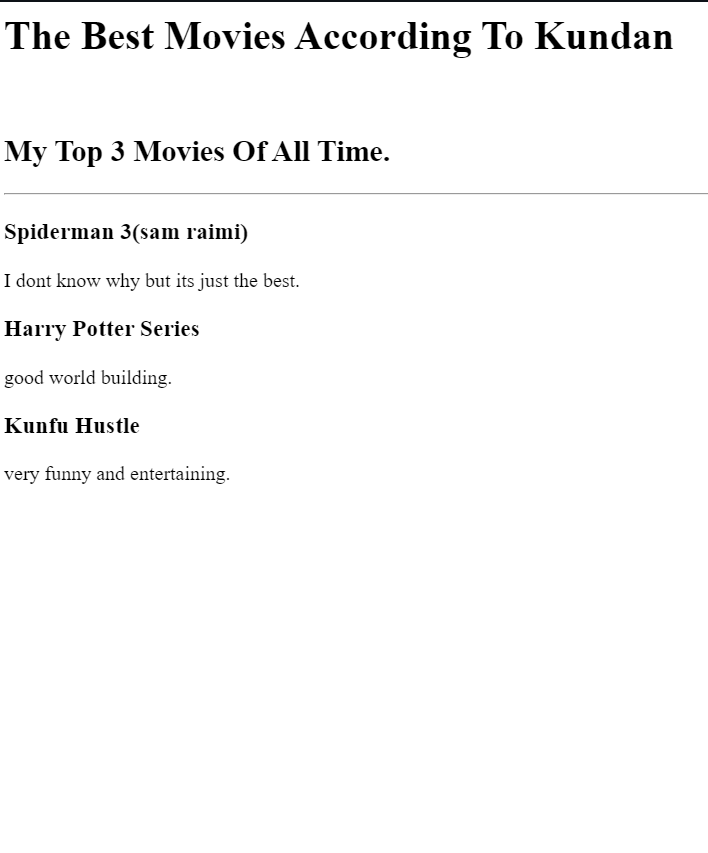 The Best Movies According To Kundan
My Top 3 Movies Of All Time.
Spiderman 3(sam raimi)
I dont know why but its just the best.
Harry Potter Series
good world building.
Kunfu Hustle
very funny and entertaining.